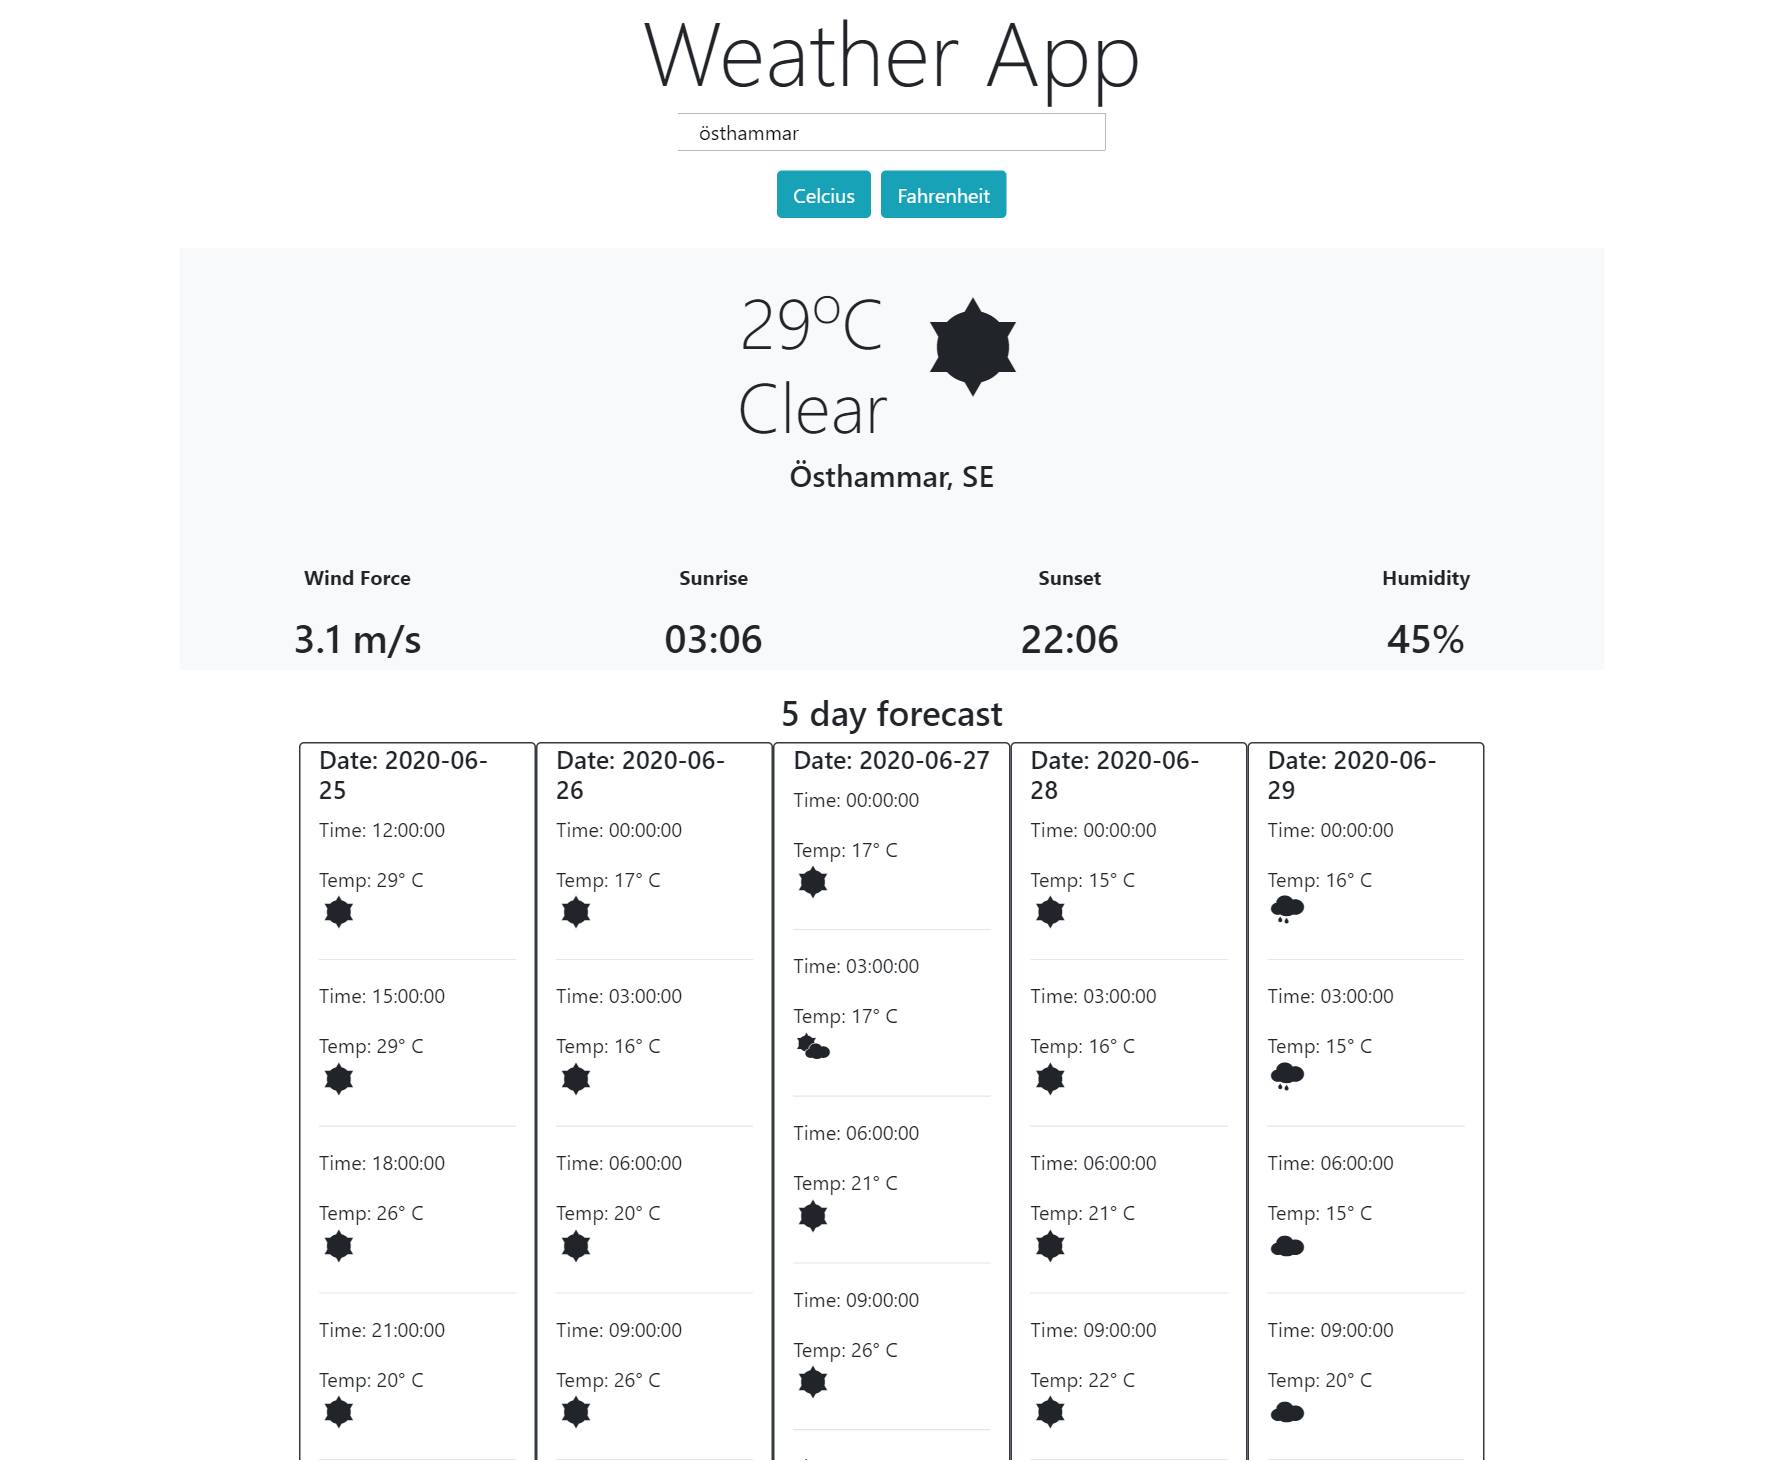 Weather App
östhammar
Celcius Fahrenheit
29°C
Clear
Östhammar, SE
Wind Force Sunrise Sunset Humidity
3.1 m/s 03:06 22:06 45%
5 day forecast
Date: 2020-06-
25
Time: 12:00:00
Temp: 29° C
Time: 15:00:00
Temp: 29° C
Time: 18:00:00
Temp: 26° C
Time: 21:00:00
Temp: 20° C
Date: 2020-06-
26
Time: 00:00:00
Temp: 17° C
Time: 03:00:00
Temp: 16° C
Time: 06:00:00
Temp: 20° C
Time: 09:00:00
Temp: 26° C
Date: 2020-06-27
Time: 00:00:00
Temp: 17° C
Time: 03:00:00
Temp: 17° C
Time: 06:00:00
Temp: 21° C
Time: 09:00:00
Temp: 26° C
Date: 2020-06-
28
Time: 00:00:00
Temp: 15° C
Time: 03:00:00
Temp: 16° C
Time: 06:00:00
Temp: 21° C
Time: 09:00:00
Temp: 22° C
Date: 2020-06-
29
Time: 00:00:00
Temp: 16° C
Time: 03:00:00
Temp: 15° C
Time: 06:00:00
Temp: 15° C
Time: 09:00:00
Temp: 20° C